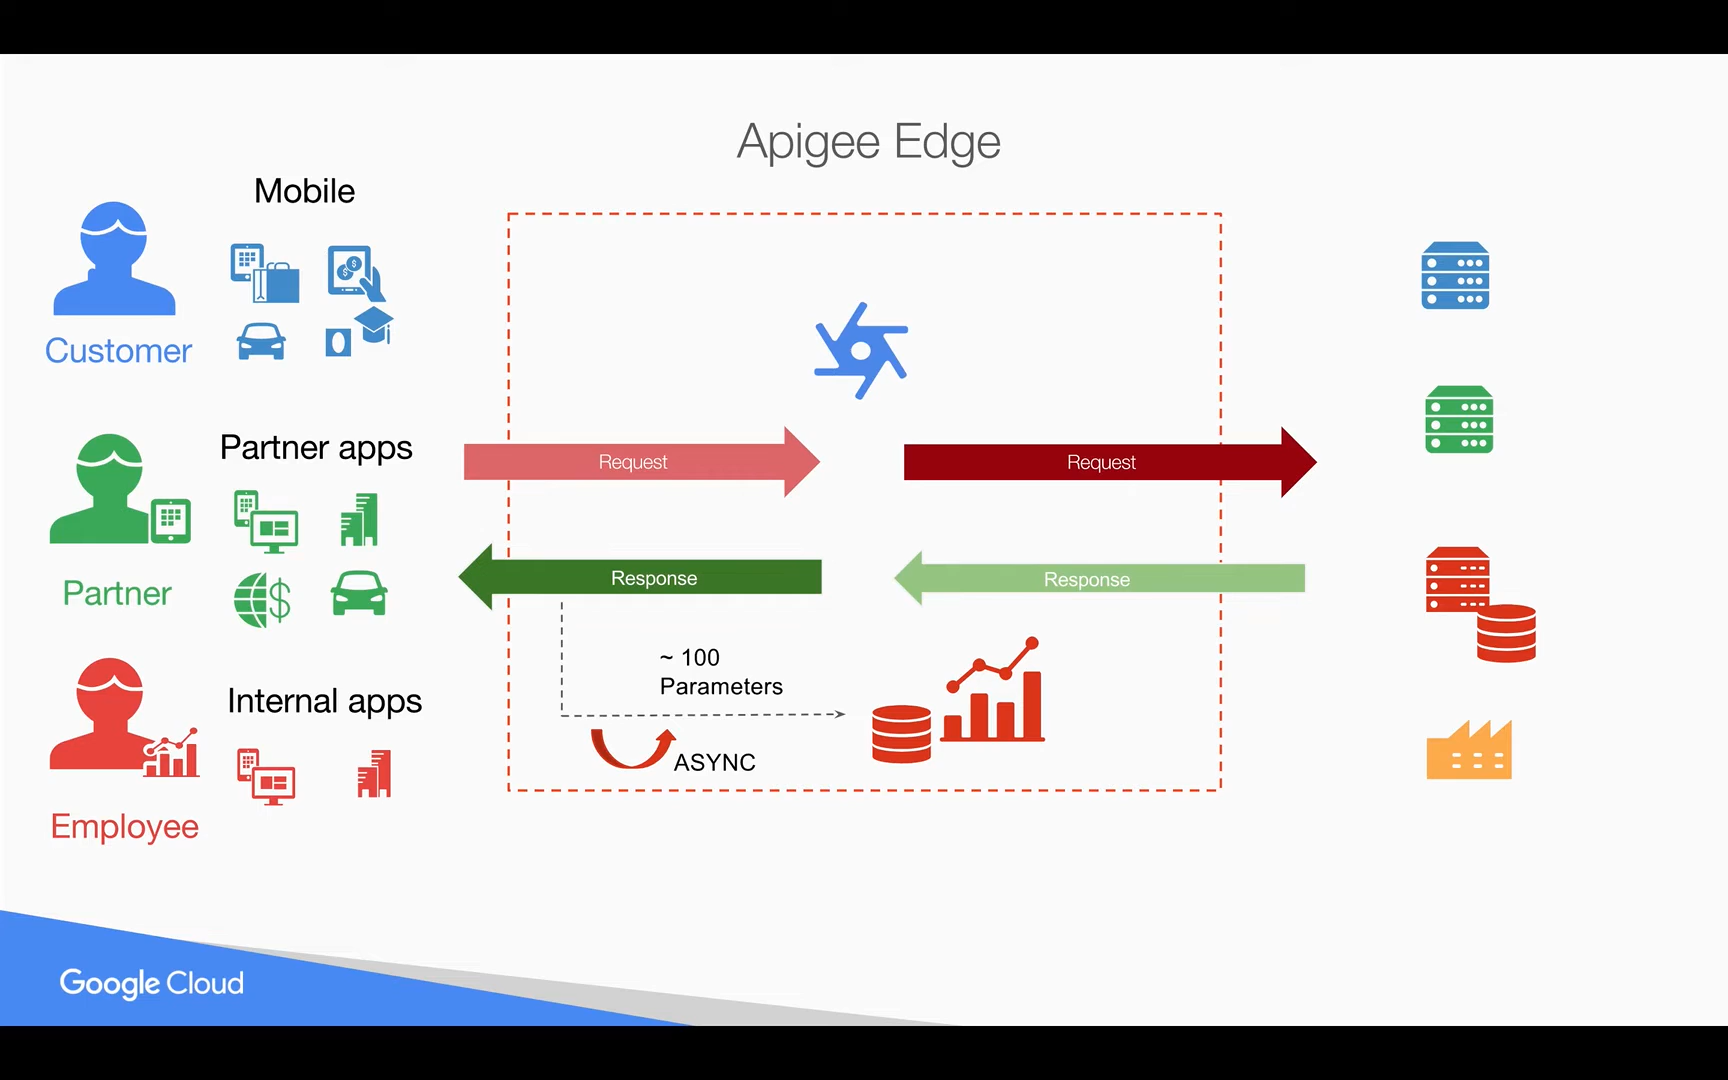 Apigee Edge
Mobile
Customer
Partner apps
Request
Request
Response
Response
Partner
~ 100
Parameters
Internal apps
ASYNC
Employee
Google Cloud